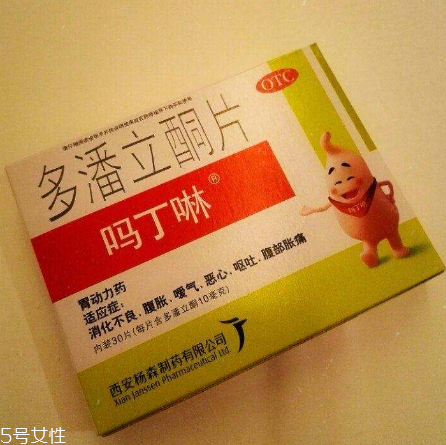 OTC
多潘立酮片
吗丁啉®
胃动力药
适应症:
消化不良、腹胀、嗳气、恶心、呕吐、腹部胀痛
内装30片(每片含多潘立酮10毫克)
西安杨森制药有限公司
Xian Janssen Pharmaceutical Ltd.
5号女性